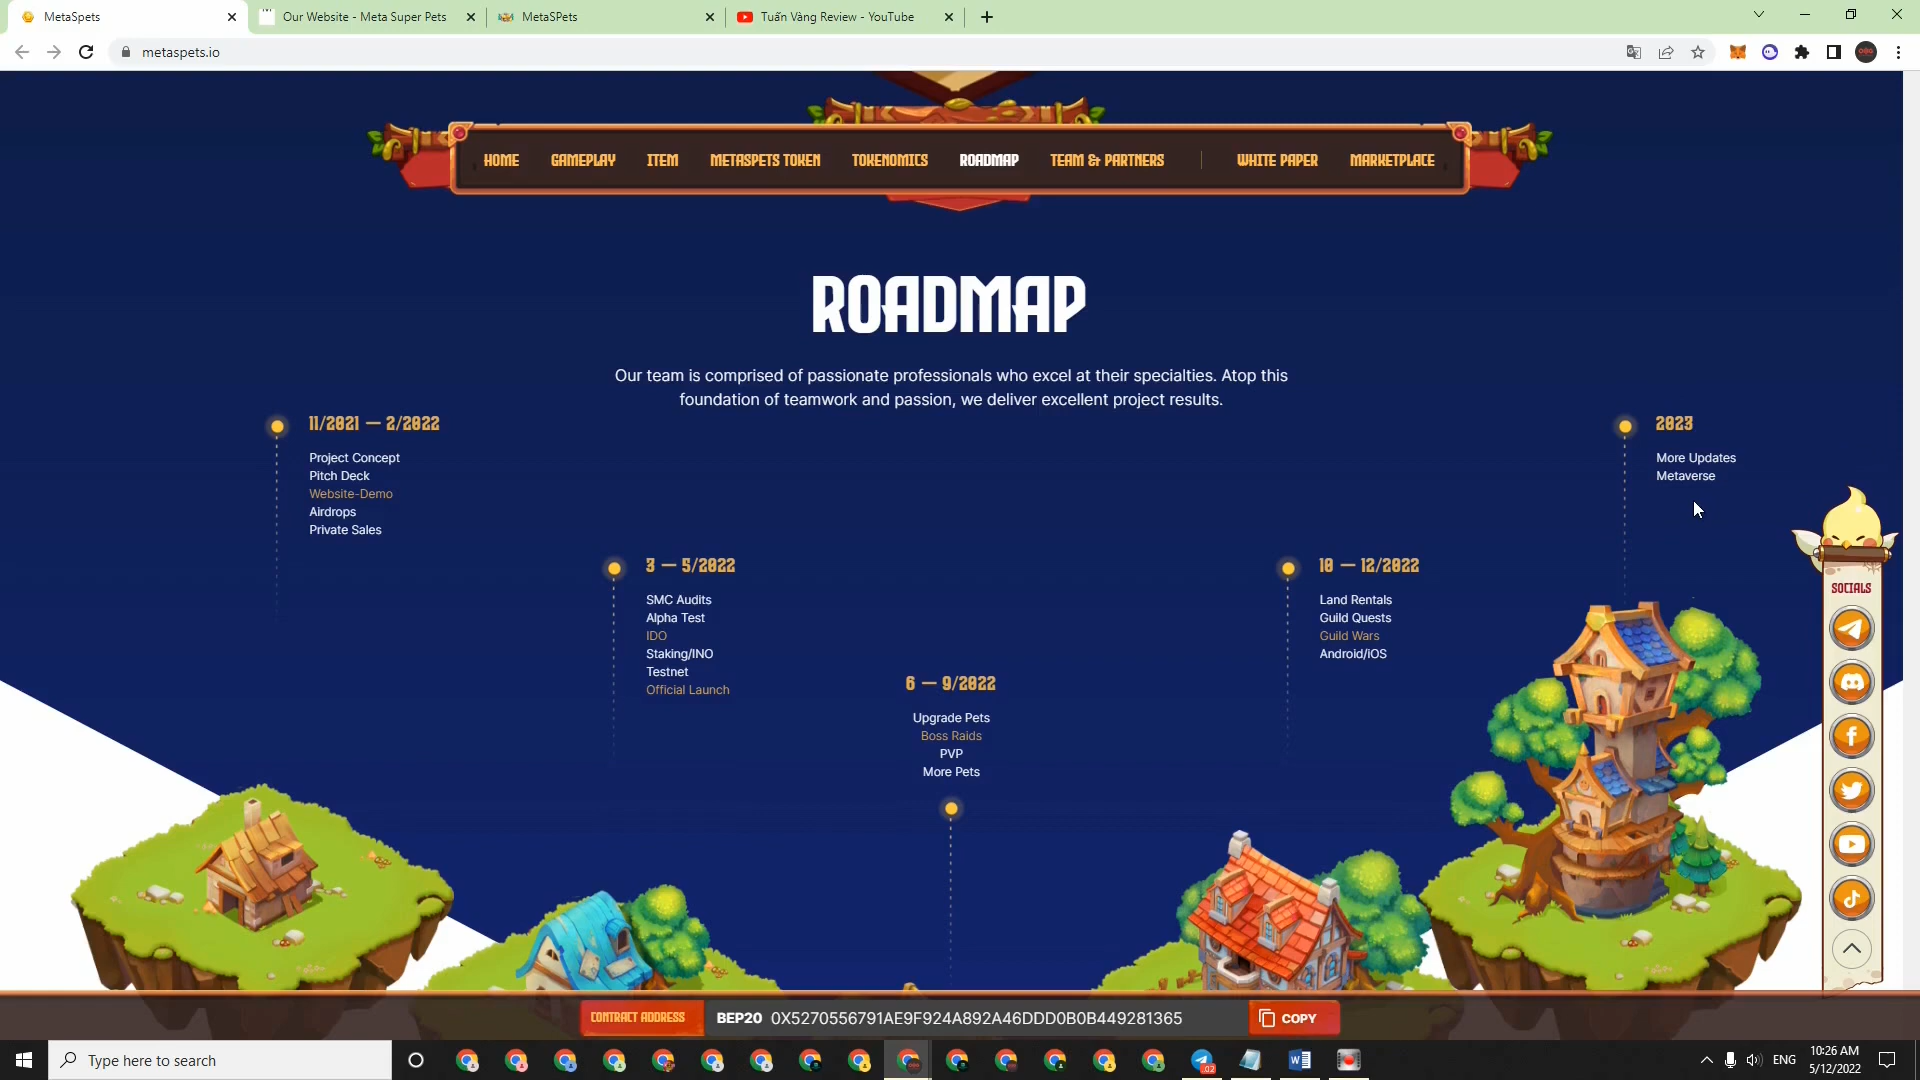 MetaSpets
Our Website - Meta Super Pets
MetaSPets
Tuấn Vàng Review - YouTube
metaspets.io
HOME
GAMEPLAY
ITEM
METASPETS TOKEN
TOKENOMICS
ROADMAP
TEAM & PARTNERS
WHITE PAPER
MARKETPLACE
ROADMAP
Our team is comprised of passionate professionals who excel at their specialties. Atop this
foundation of teamwork and passion, we deliver excellent project results.
11/2021 — 2/2022
Project Concept
Pitch Deck
Website-Demo
Airdrops
Private Sales
3 — 5/2022
SMC Audits
Alpha Test
IDO
Staking/INO
Testnet
Official Launch
6 — 9/2022
Upgrade Pets
Boss Raids
PVP
More Pets
10 — 12/2022
Land Rentals
Guild Quests
Guild Wars
Android/iOS
2023
More Updates
Metaverse
SOCIALS
CONTRACT ADDRESS
BEP20 0X5270556791AE9F924A892A46DDD0B0B449281365
COPY
Type here to search
ENG
10:26 AM
5/12/2022